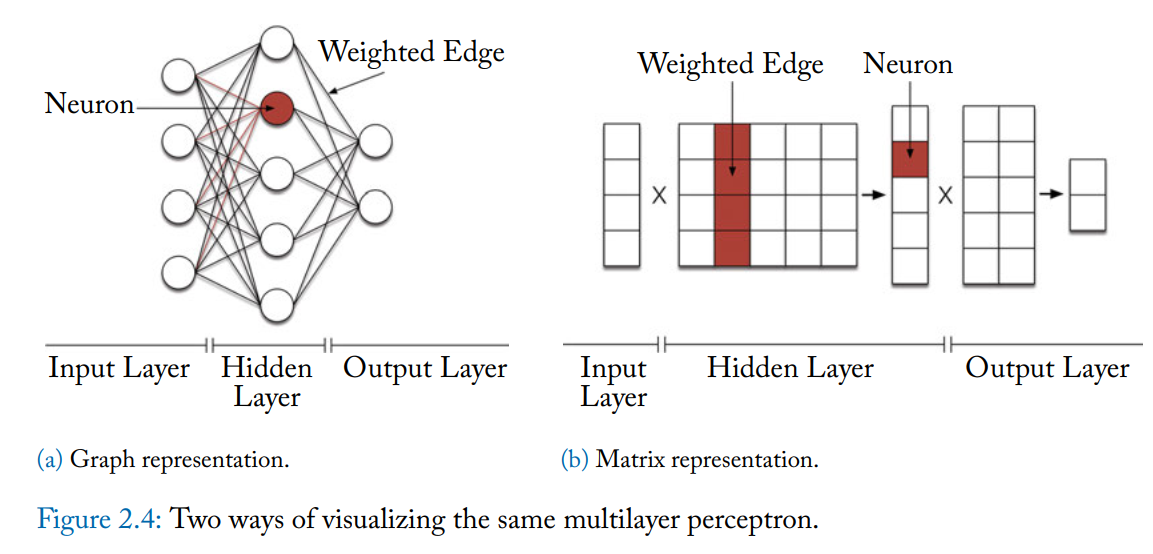 Weighted Edge
Neuron
Input Layer
Hidden
Layer
Output Layer
(a) Graph representation.
Weighted Edge
Neuron
X
X
Input
Layer
Hidden Layer
Output Layer
(b) Matrix representation.
Figure 2.4: Two ways of visualizing the same multilayer perceptron.